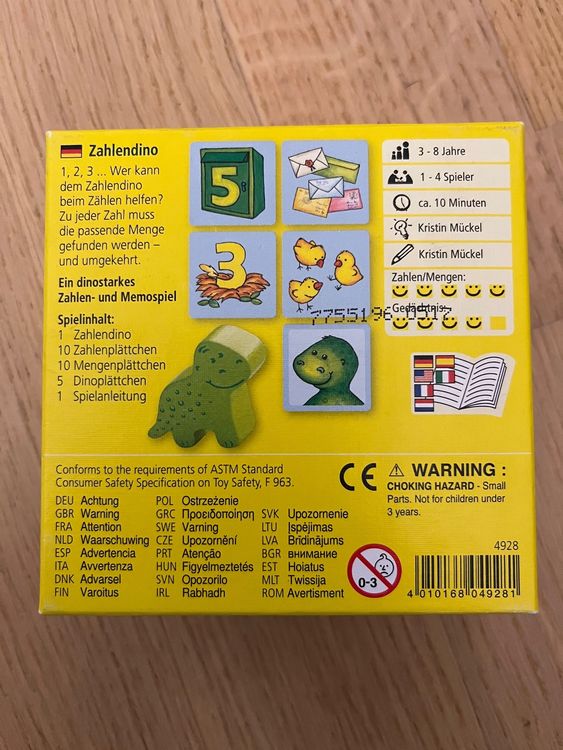 Zahlendino
1, 2, 3 ... Wer kann
dem Zahlendino
beim Zählen helfen?
Zu jeder Zahl muss
die passende Menge
gefunden werden –
und umgekehrt.
Ein dinostarkes
Zahlen- und Memospiel
Spielinhalt:
1 Zahlendino
10 Zahlenplättchen
10 Mengenplättchen
5 Dinoplättchen
1 Spielanleitung
5
3
3 - 8 Jahre
1 - 4 Spieler
ca. 10 Minuten
Kristin Mückel
Kristin Mückel
Zahlen/Mengen:
Gedächtnis:
7755196 0317
Conforms to the requirements of ASTM Standard
Consumer Safety Specification on Toy Safety, F 963.
CE
WARNING :
CHOKING HAZARD - Small
Parts. Not for children under
3 years.
DEU Achtung
GBR Warning
FRA Attention
NLD Waarschuwing
ESP Advertencia
ITA Avvertenza
DNK Advarsel
FIN Varoitus
POL Ostrzeżenie
GRC Προειδοποίηση
SWE Varning
CZE Upozornění
PRT Atenção
HUN Figyelmeztetés
SVN Opozorilo
IRL Rabhadh
SVK Upozornenie
LTU Įspėjimas
LVA Brīdinājums
BGR внимание
EST Hoiatus
MLT Twissija
ROM Avertisment
0-3
4928
4 010168 049281